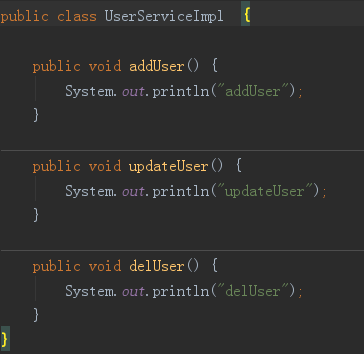 public class UserServiceImpl {
public void addUser() {
System.out.println("addUser");
}
public void updateUser() {
System.out.println("updateUser");
}
public void delUser() {
System.out.println("delUser");
}
}